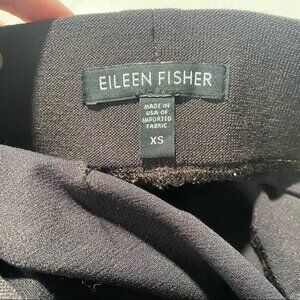 EILEEN FISHER
MADE IN
USA OF
IMPORTED
FABRIC
XS